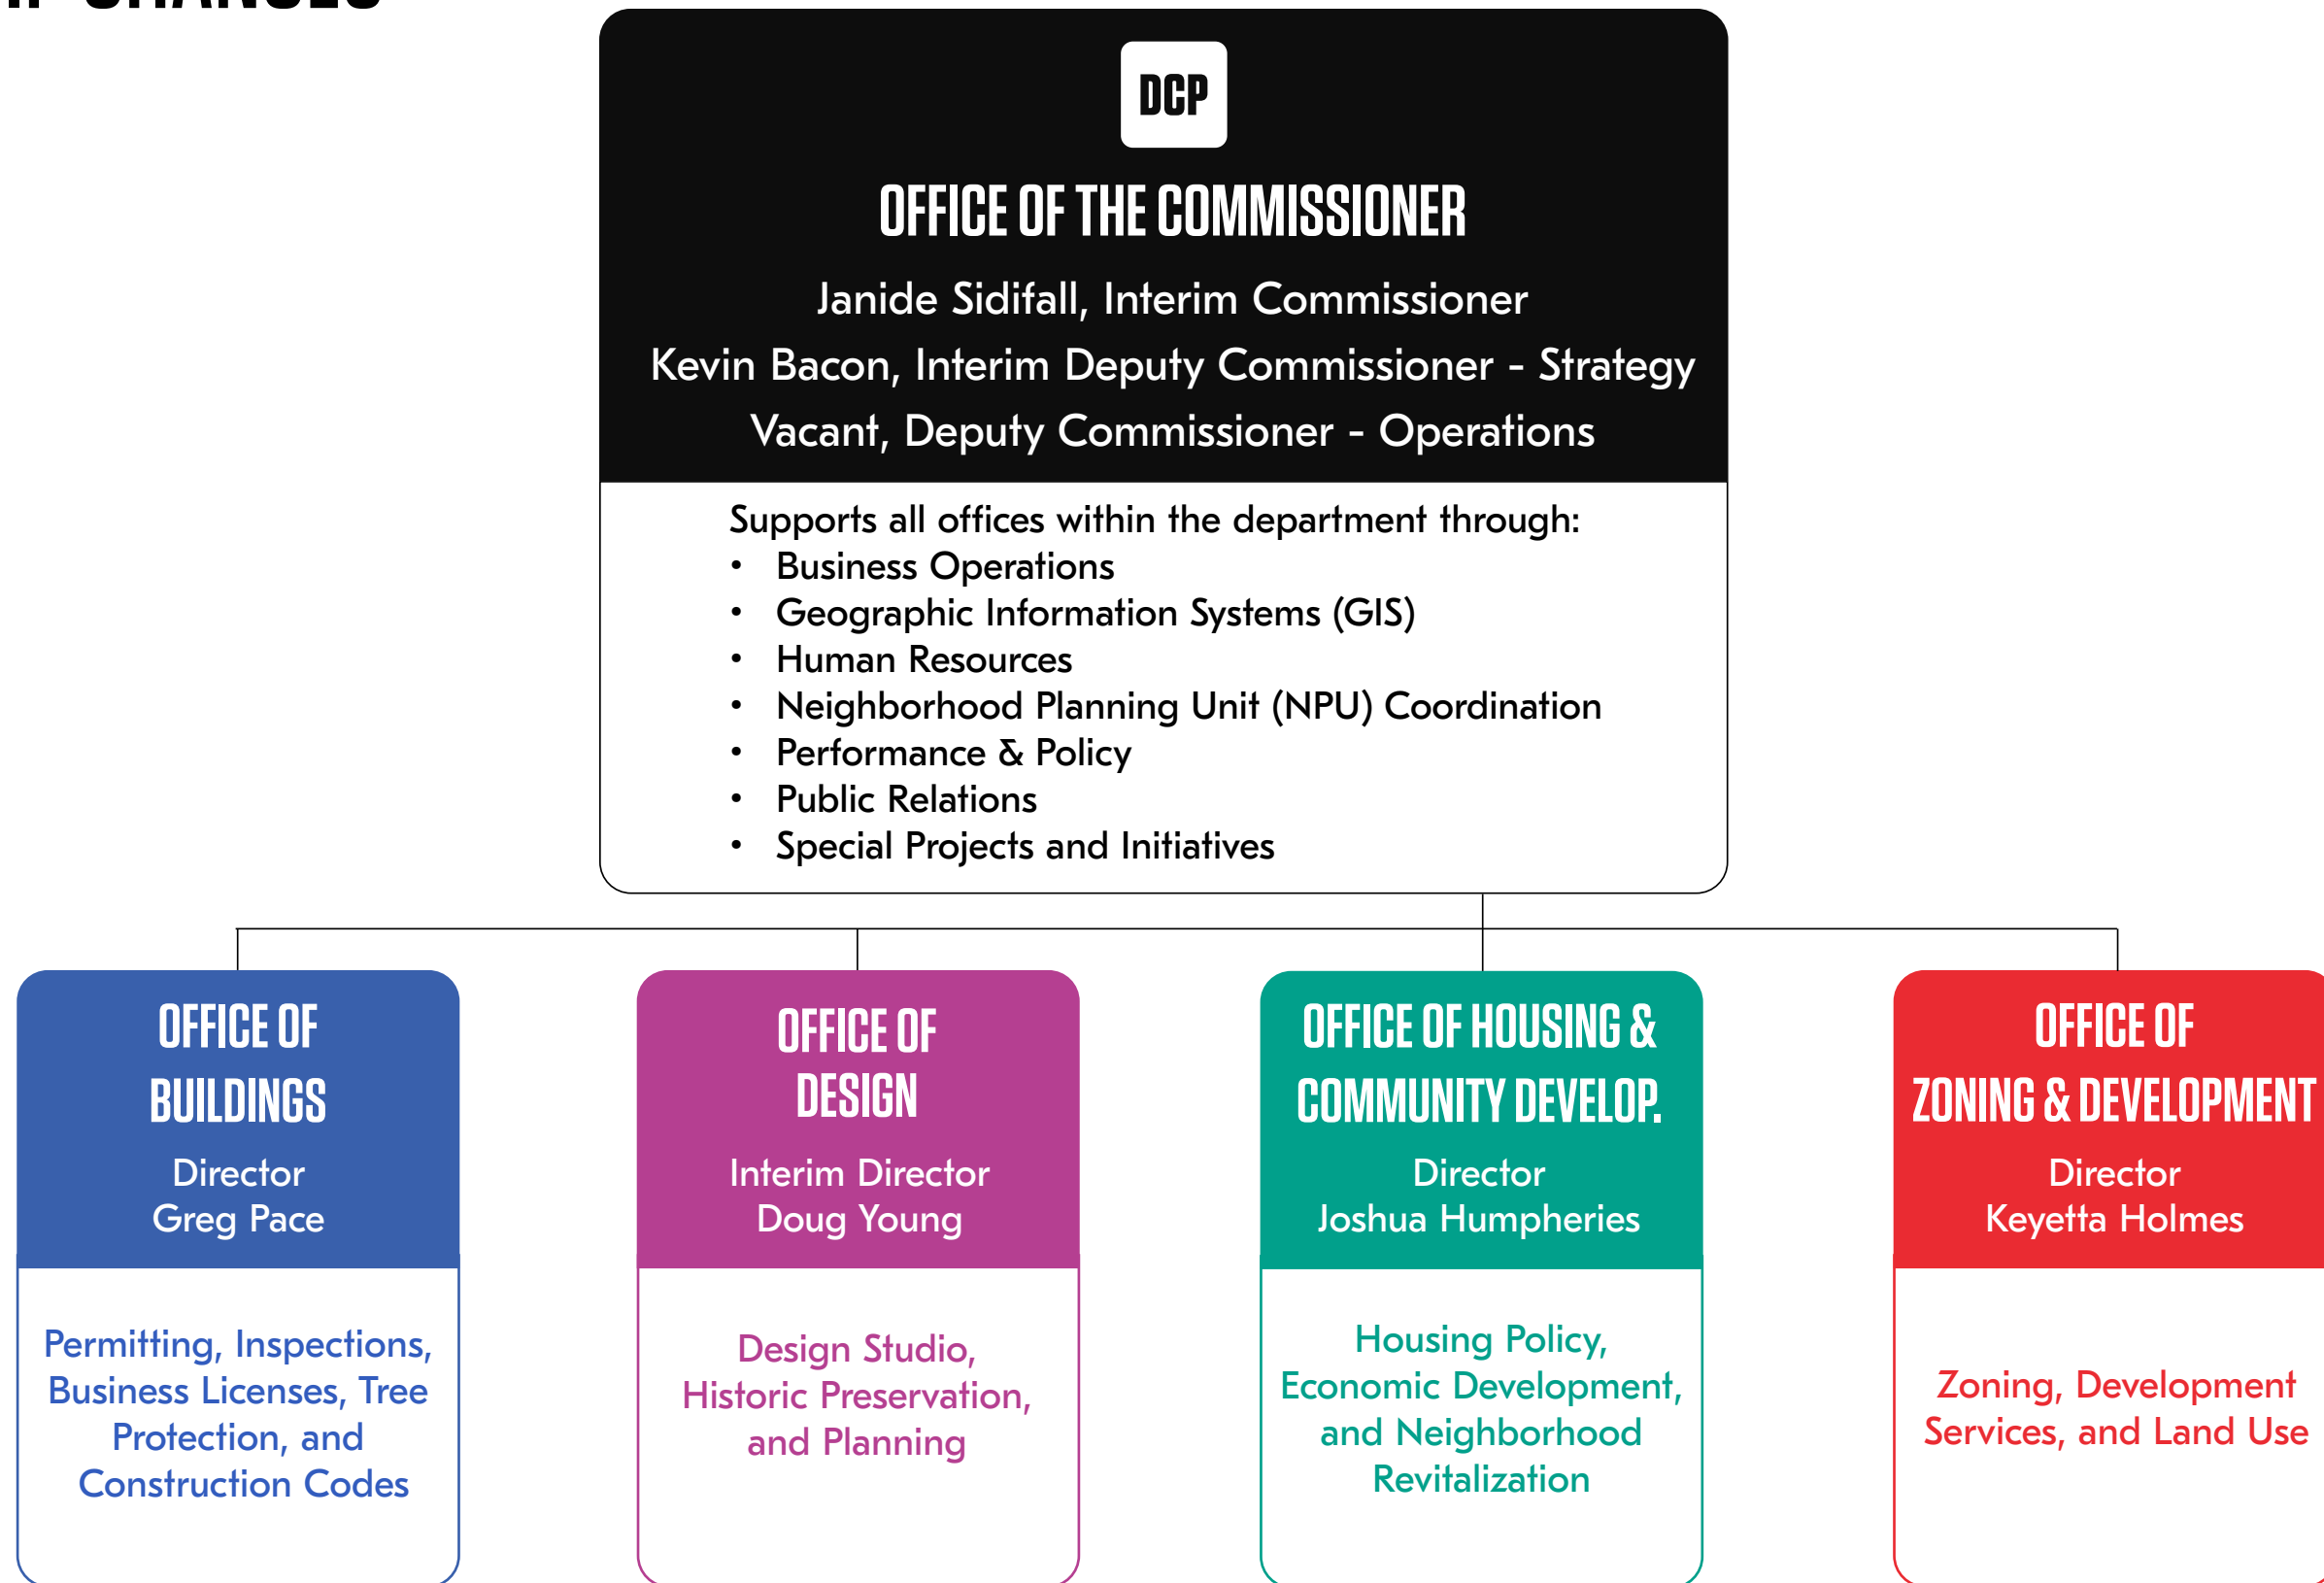 DCP
OFFICE OF THE COMMISSIONER
Janide Sidifall, Interim Commissioner
Kevin Bacon, Interim Deputy Commissioner - Strategy
Vacant, Deputy Commissioner - Operations
Supports all offices within the department through:
• Business Operations
• Geographic Information Systems (GIS)
• Human Resources
• Neighborhood Planning Unit (NPU) Coordination
• Performance & Policy
• Public Relations
• Special Projects and Initiatives
OFFICE OF
BUILDINGS
Director
Greg Pace
Permitting, Inspections,
Business Licenses, Tree
Protection, and
Construction Codes
OFFICE OF
DESIGN
Interim Director
Doug Young
Design Studio,
Historic Preservation,
and Planning
OFFICE OF HOUSING &
COMMUNITY DEVELOP.
Director
Joshua Humpheries
Housing Policy,
Economic Development,
and Neighborhood
Revitalization
OFFICE OF
ZONING & DEVELOPMENT
Director
Keyetta Holmes
Zoning, Development
Services, and Land Use